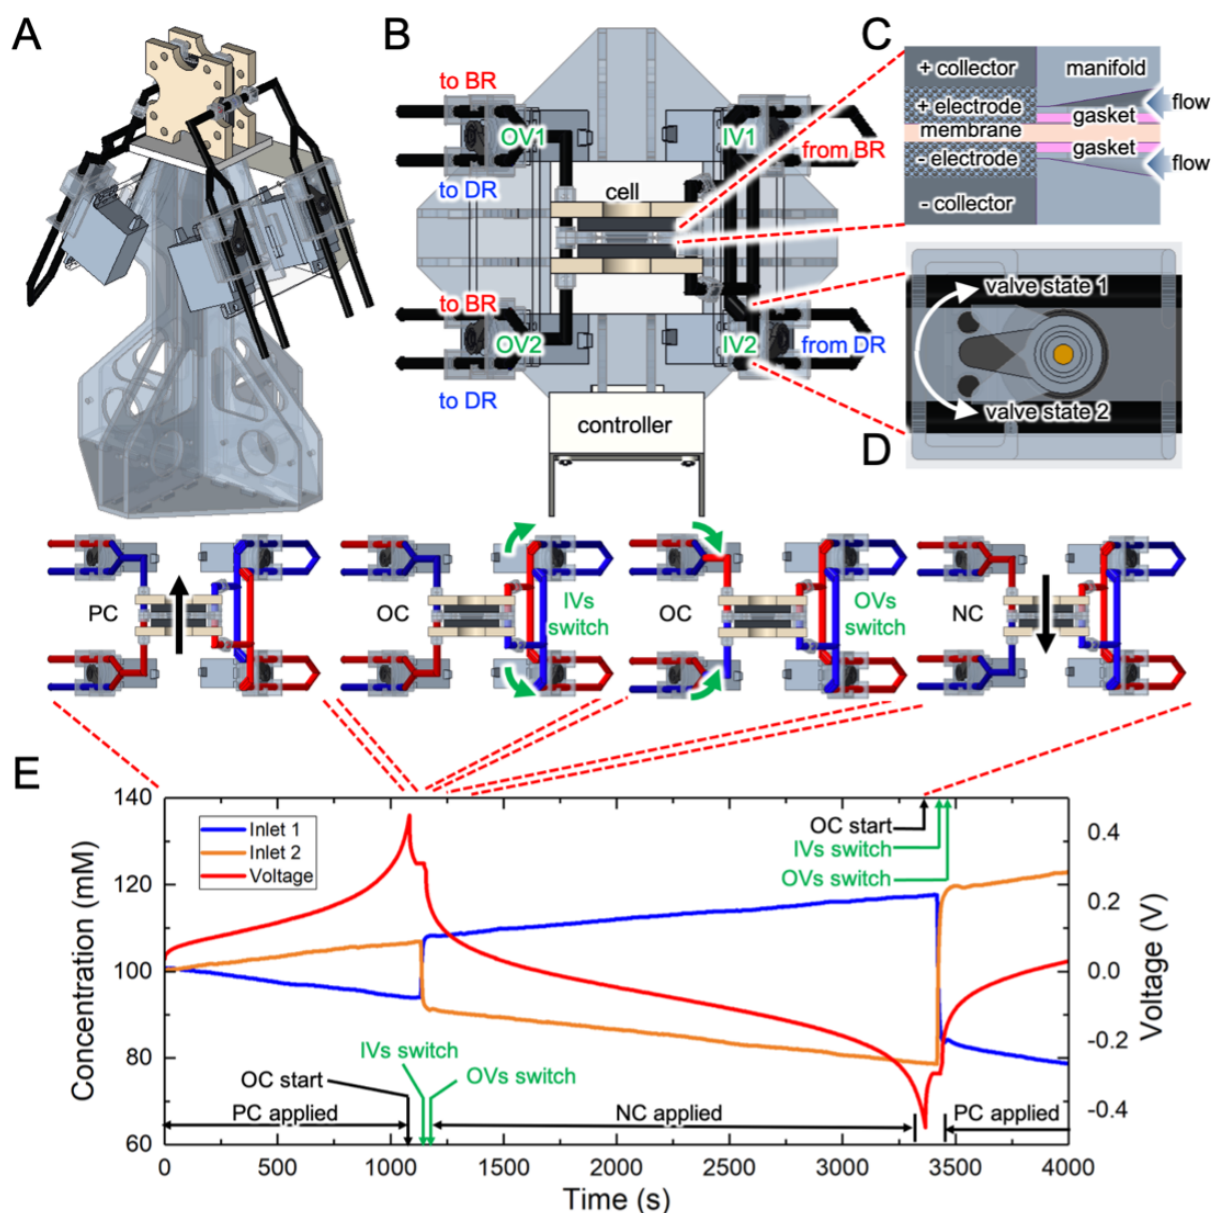 A
B
to BR
OV1
IV1
from BR
to DR
cell
to BR
OV2
IV2
from DR
to DR
controller
C
+ collector
manifold
+ electrode
flow
gasket
membrane
gasket
- electrode
flow
- collector
valve state 1
valve state 2
D
PC
OC
IVs
switch
OC
OVs
switch
NC
E
140
120
100
80
60
Concentration (mM)
Inlet 1
Inlet 2
Voltage
OC start
IVs switch
OVs switch
IVs switch
OC start
OVs switch
PC applied
NC applied
PC applied
0.4
0.2
0.0
-0.2
-0.4
Voltage (V)
0
500
1000
1500
2000
2500
3000
3500
4000
Time (s)